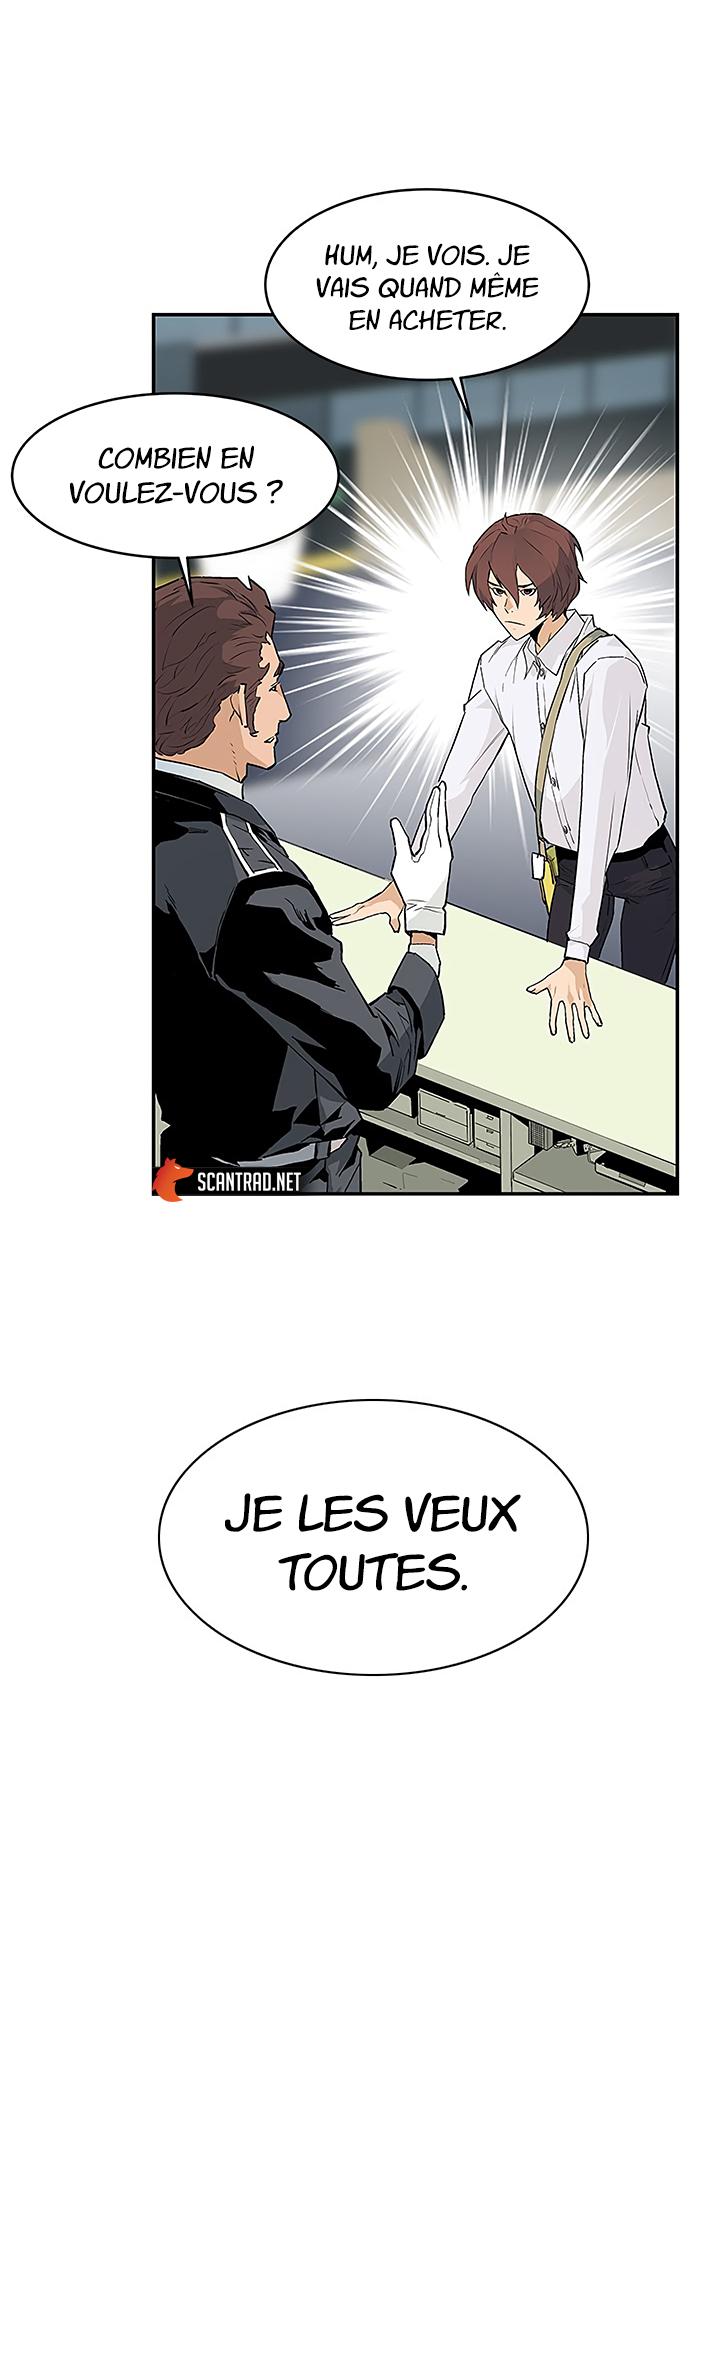 HUM, JE VOIS. JE
VAIS QUAND MÊME
EN ACHETER.
COMBIEN EN
VOULEZ-VOUS ?
SCANTRAD.NET
JE LES VEUX
TOUTES.